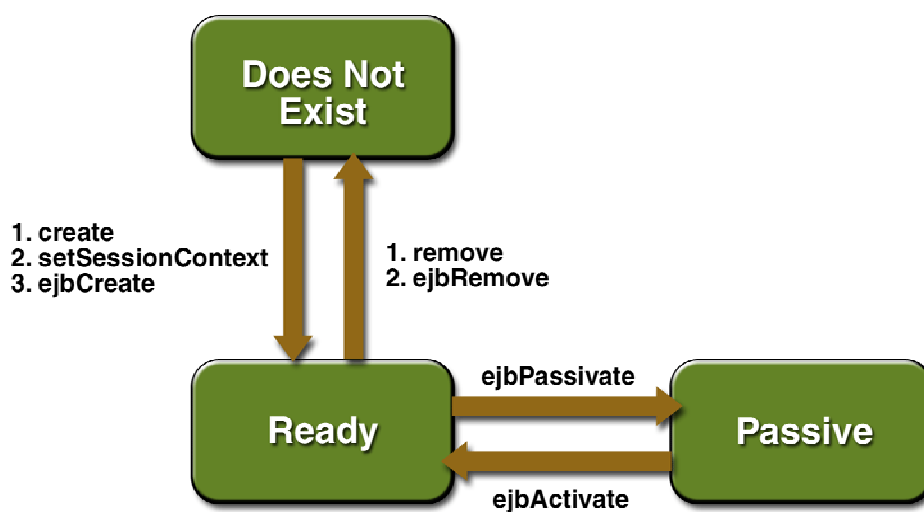 Does Not
Exist
1. create
2. setSessionContext
3. ejbCreate
1. remove
2. ejbRemove
ejbPassivate
Ready
Passive
ejbActivate